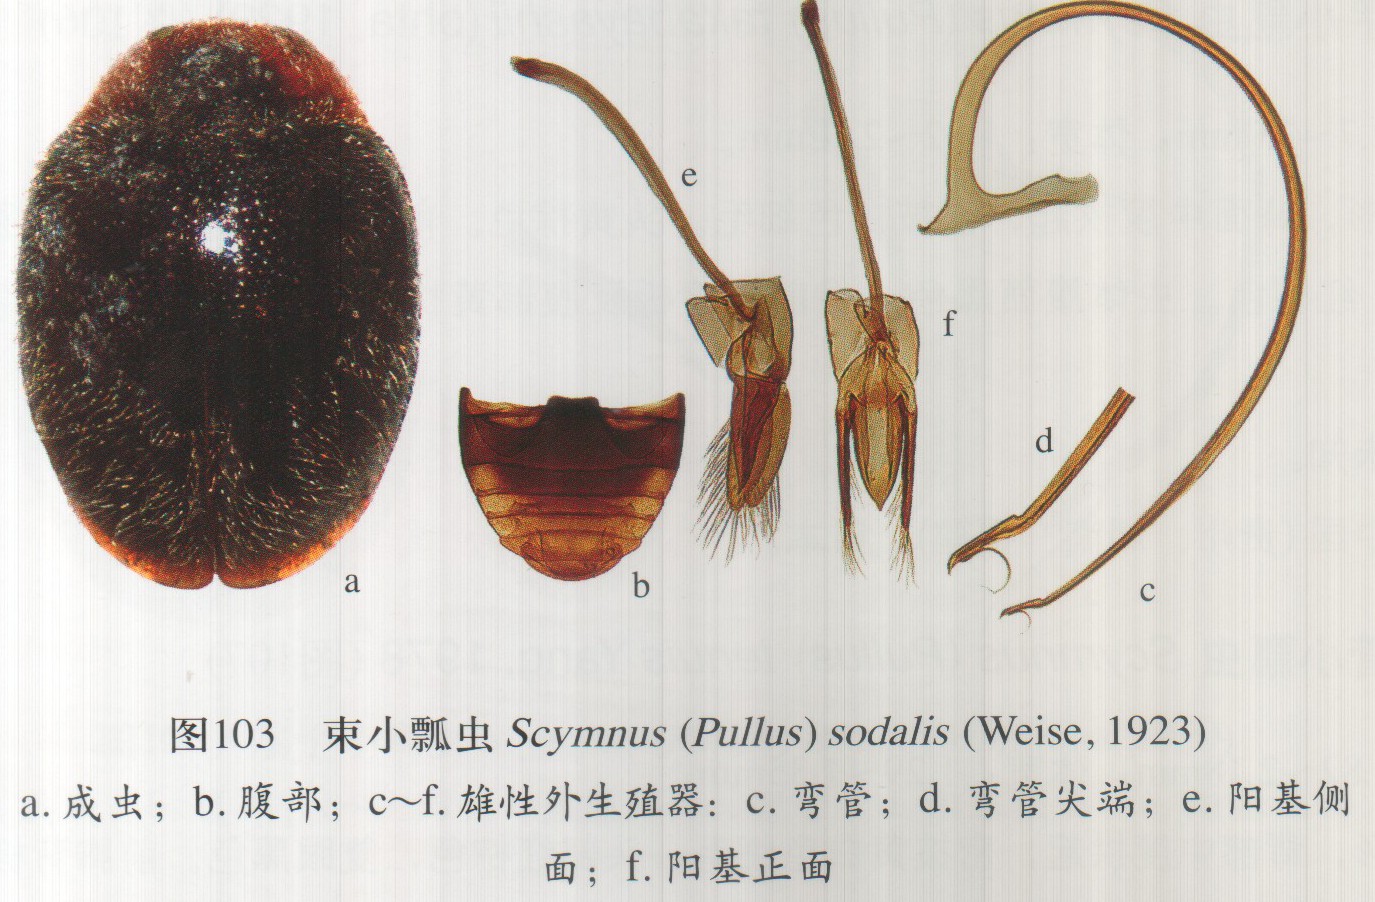 a
b
c
d
e
f
图103 束小瓢虫 Scymnus (Pullus) sodalis (Weise, 1923)
a. 成虫；b. 腹部；c～f. 雄性外生殖器：c. 弯管；d. 弯管尖端；e. 阳基侧
面；f. 阳基正面